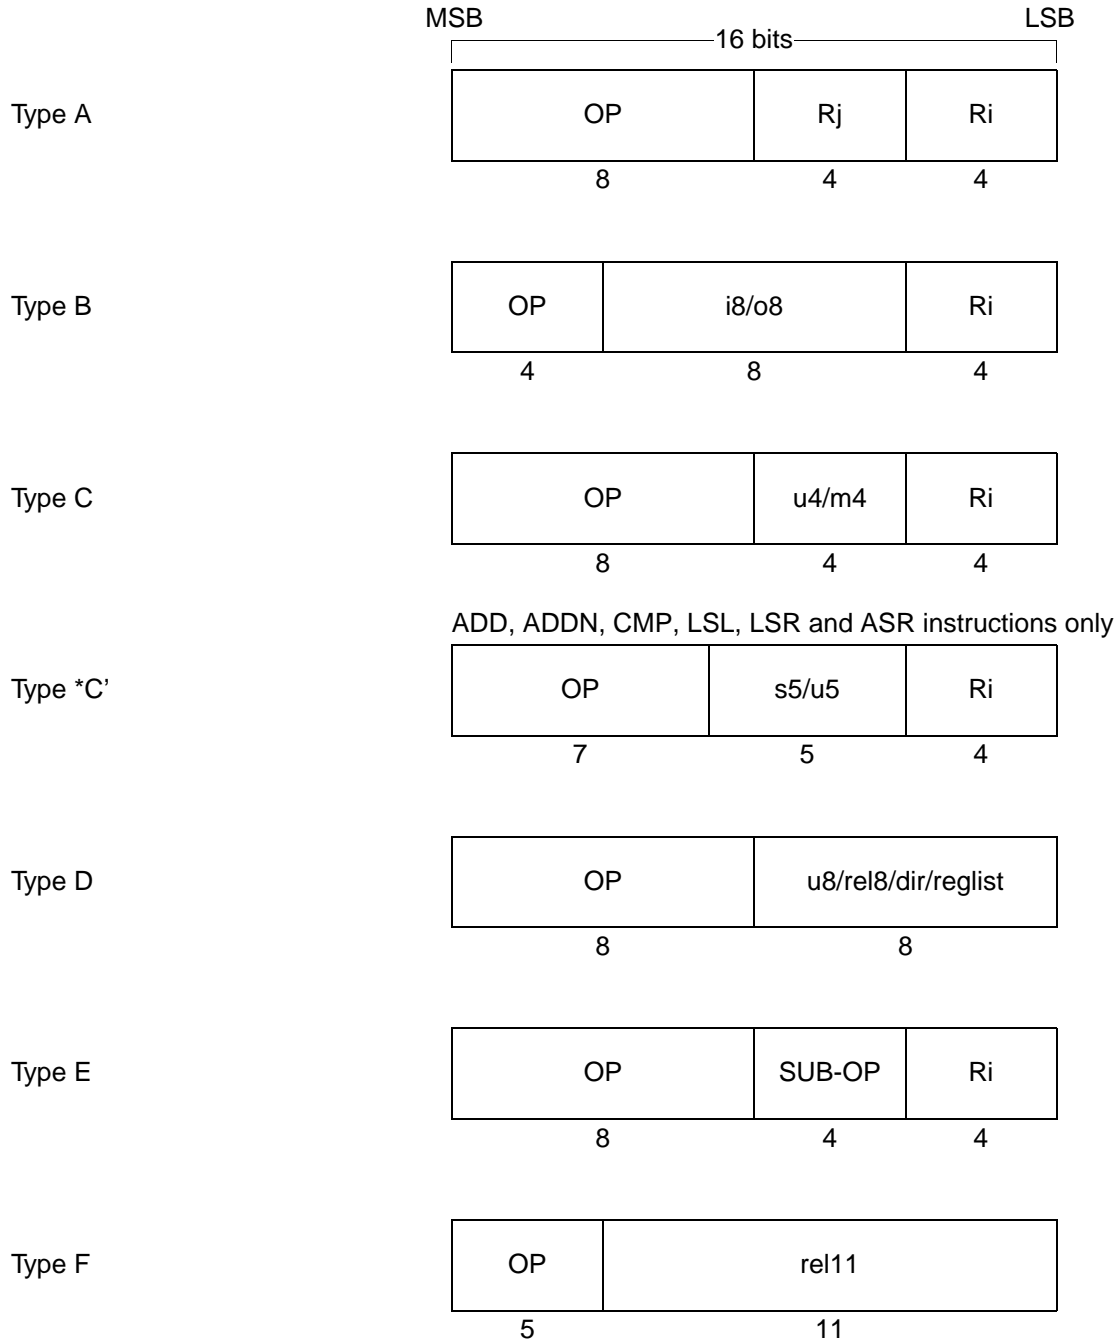 MSB LSB
16 bits
Type A OP Rj Ri
8 4 4
Type B OP i8/o8 Ri
4 8 4
Type C OP u4/m4 Ri
8 4 4
ADD, ADDN, CMP, LSL, LSR and ASR instructions only
Type *C’ OP s5/u5 Ri
7 5 4
Type D OP u8/rel8/dir/reglist
8 8
Type E OP SUB-OP Ri
8 4 4
Type F OP rel11
5 11